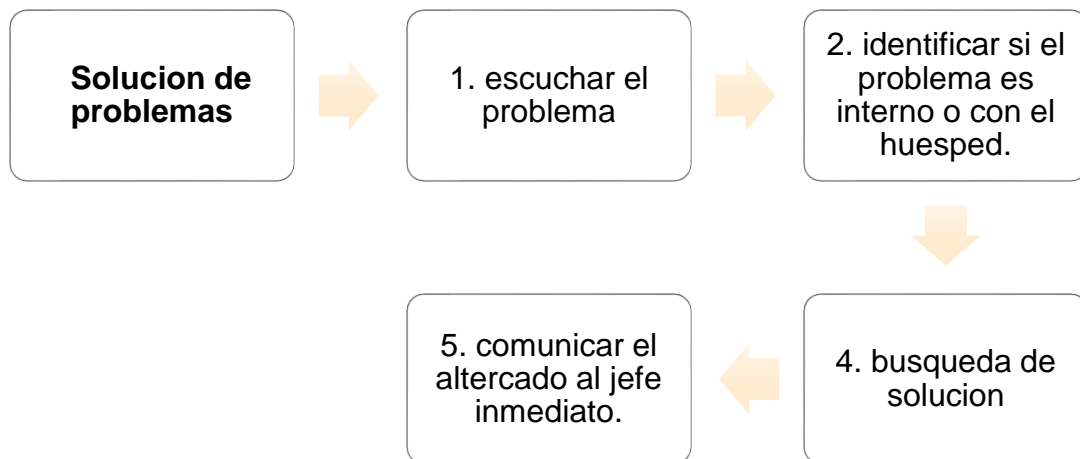 Solucion de
problemas
1. escuchar el
problema
2. identificar si el
problema es
interno o con el
huesped.
4. busqueda de
solucion
5. comunicar el
altercado al jefe
inmediato.